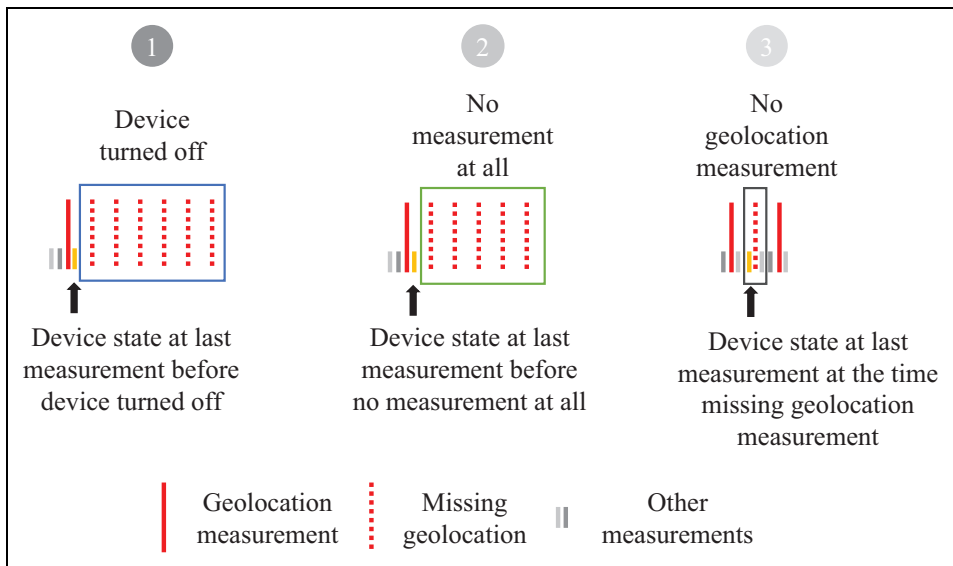 1
Device
turned off
Device state at last
measurement before
device turned off
2
No
measurement
at all
Device state at last
measurement before
no measurement at all
3
No
geolocation
measurement
Device state at last
measurement at the time
missing geolocation
measurement
Geolocation
measurement
Missing
geolocation
Other
measurements